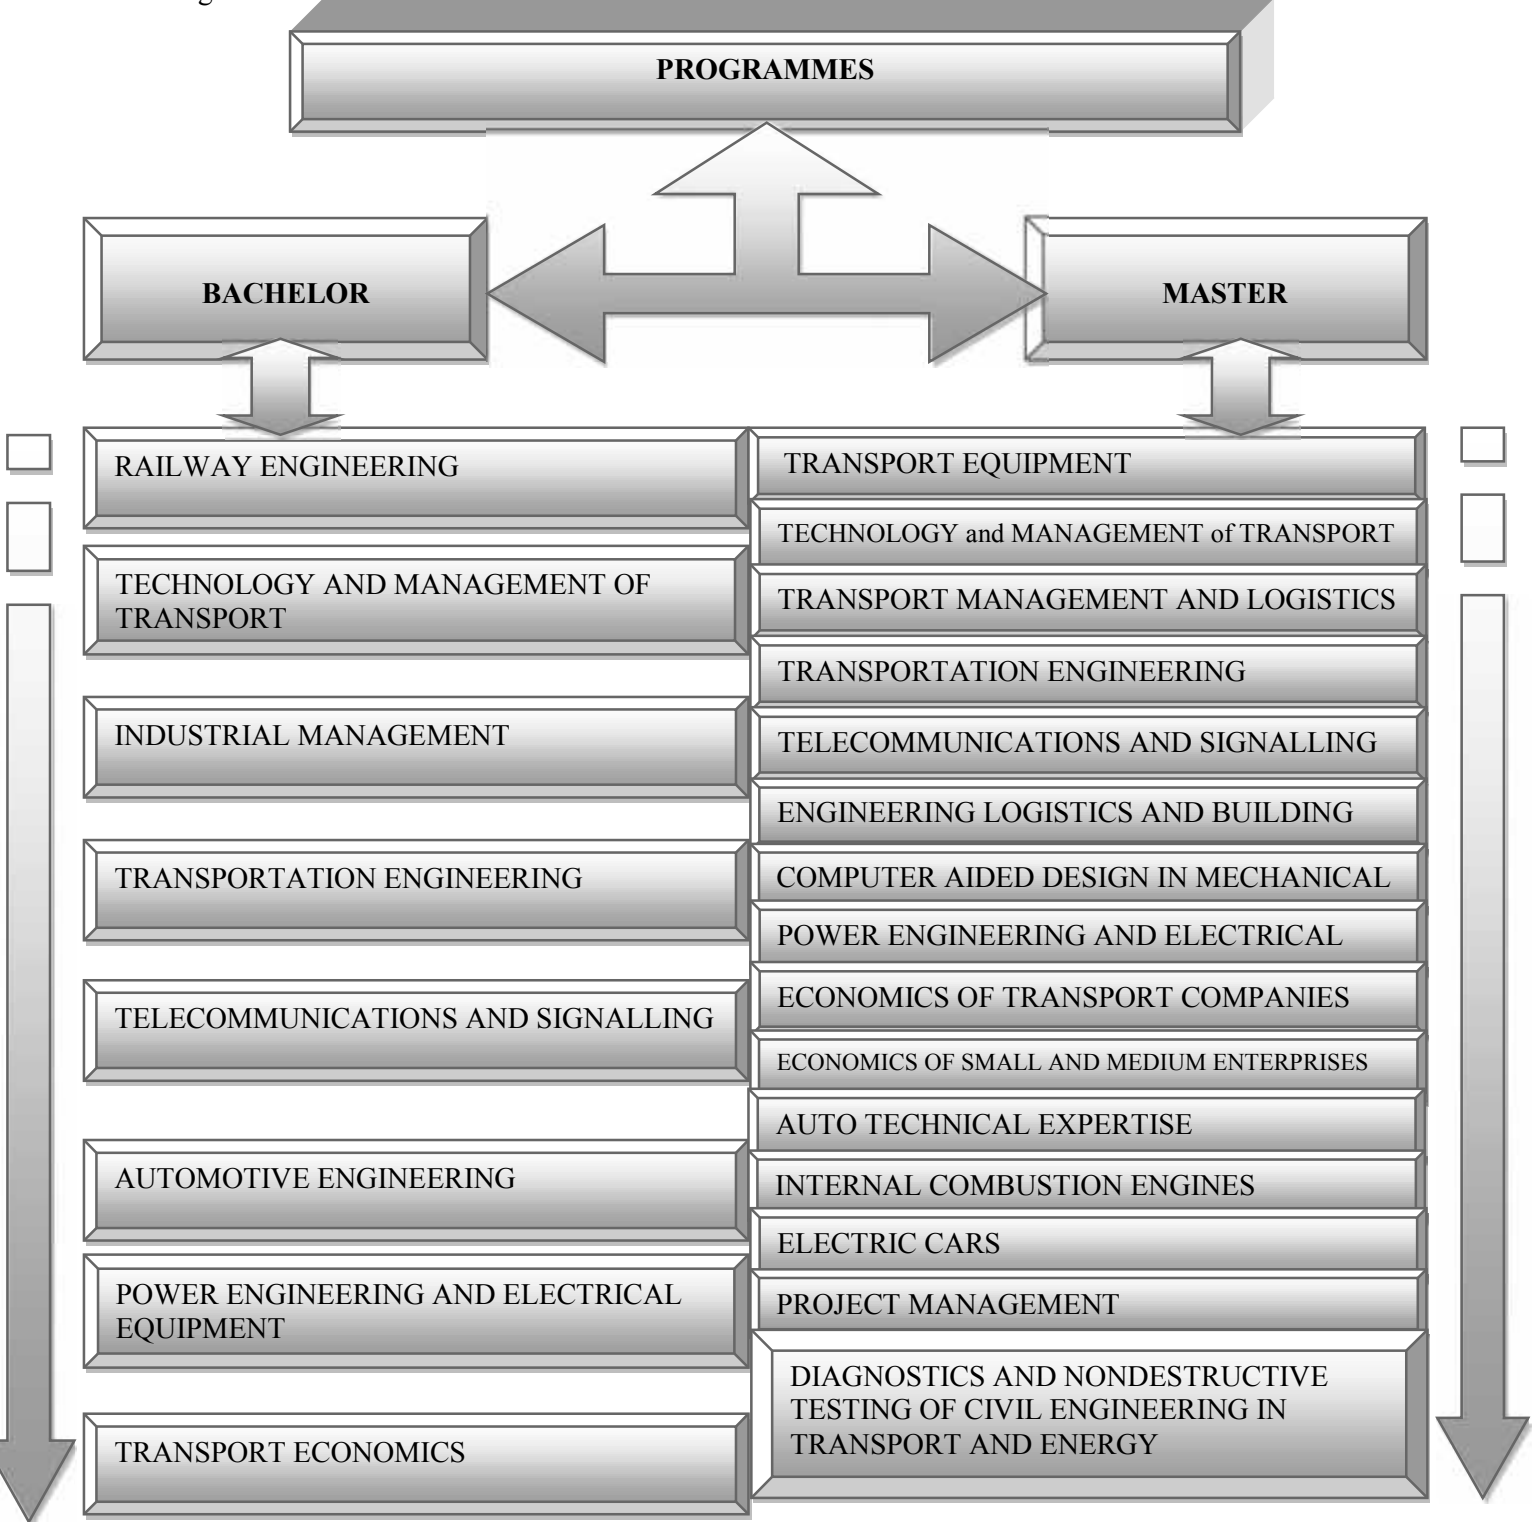 PROGRAMMES
BACHELOR
MASTER
RAILWAY ENGINEERING
TECHNOLOGY AND MANAGEMENT OF
TRANSPORT
INDUSTRIAL MANAGEMENT
TRANSPORTATION ENGINEERING
TELECOMMUNICATIONS AND SIGNALLING
AUTOMOTIVE ENGINEERING
POWER ENGINEERING AND ELECTRICAL
EQUIPMENT
TRANSPORT ECONOMICS
TRANSPORT EQUIPMENT
TECHNOLOGY and MANAGEMENT of TRANSPORT
TRANSPORT MANAGEMENT AND LOGISTICS
TRANSPORTATION ENGINEERING
TELECOMMUNICATIONS AND SIGNALLING
ENGINEERING LOGISTICS AND BUILDING
COMPUTER AIDED DESIGN IN MECHANICAL
POWER ENGINEERING AND ELECTRICAL
ECONOMICS OF TRANSPORT COMPANIES
ECONOMICS OF SMALL AND MEDIUM ENTERPRISES
AUTO TECHNICAL EXPERTISE
INTERNAL COMBUSTION ENGINES
ELECTRIC CARS
PROJECT MANAGEMENT
DIAGNOSTICS AND NONDESTRUCTIVE
TESTING OF CIVIL ENGINEERING IN
TRANSPORT AND ENERGY